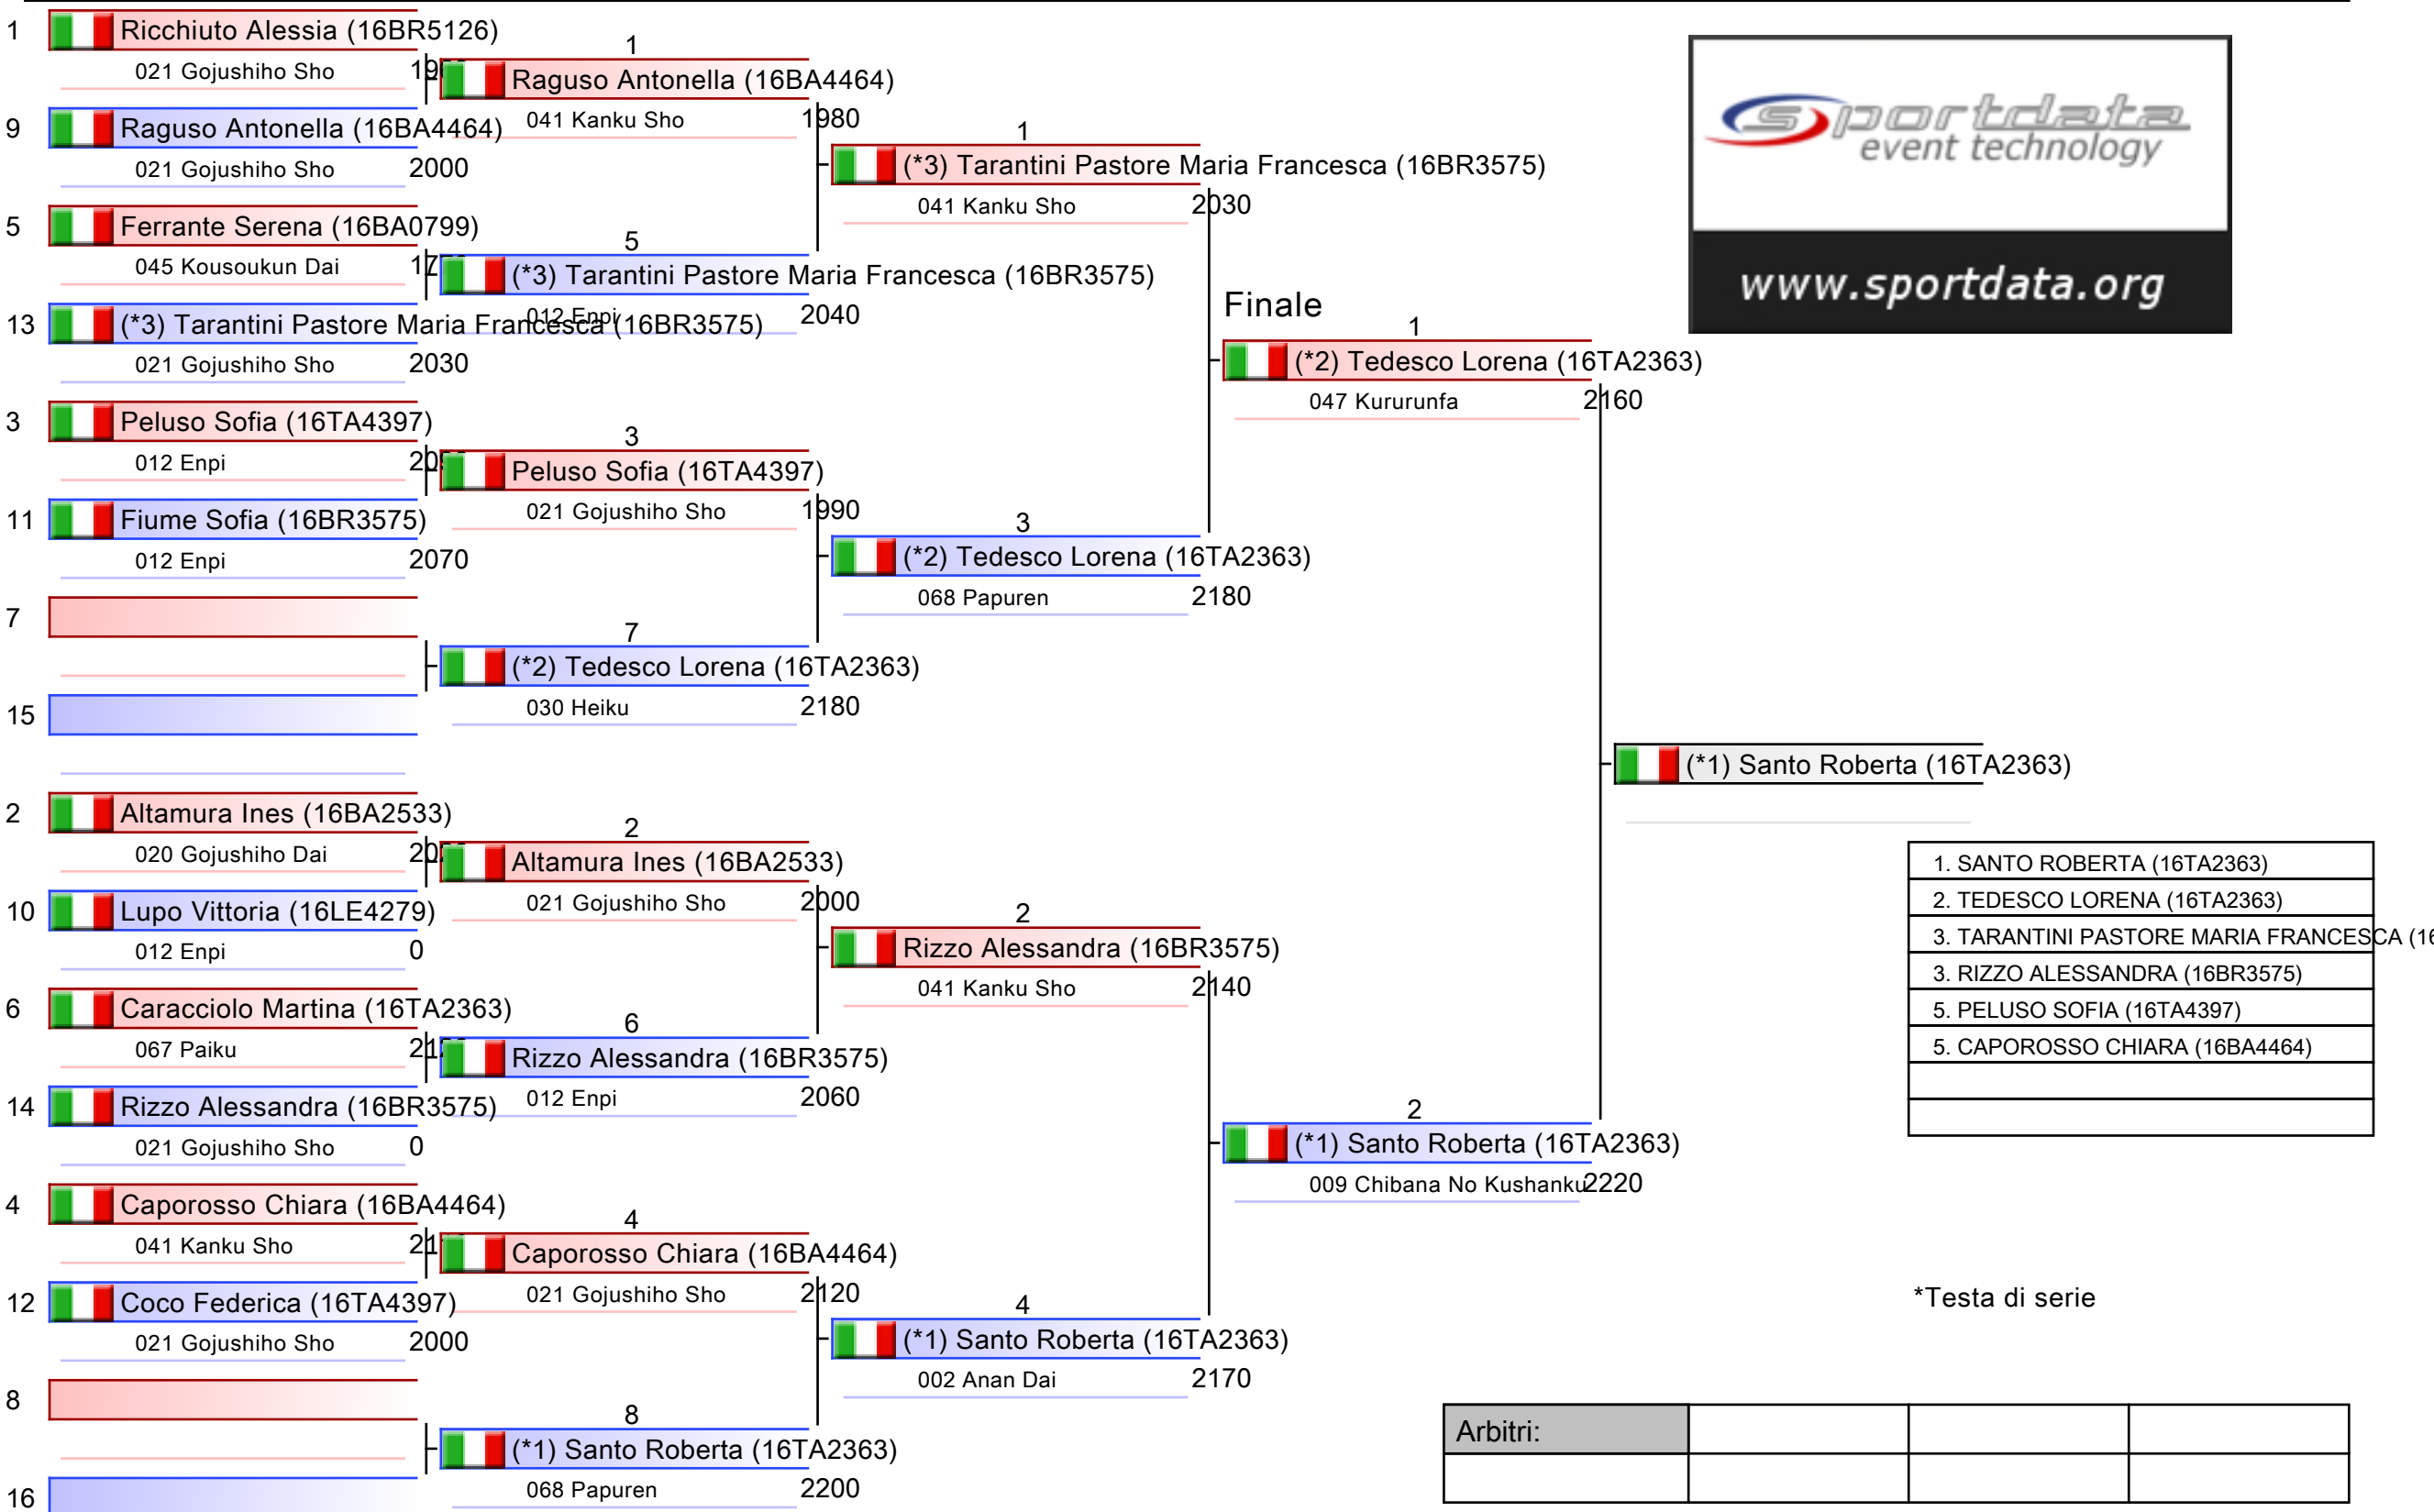 1
Ricchiuto Alessia (16BR5126)
021 Gojushiho Sho
9
Raguso Antonella (16BA4464)
021 Gojushiho Sho
2000
5
Ferrante Serena (16BA0799)
045 Kousoukun Dai
13
(*3) Tarantini Pastore Maria Francesca (16BR3575)
021 Gojushiho Sho
2030
3
Peluso Sofia (16TA4397)
012 Enpi
11
Fiume Sofia (16BR3575)
012 Enpi
2070
7
15
2
Altamura Ines (16BA2533)
020 Gojushiho Dai
10
Lupo Vittoria (16LE4279)
012 Enpi
0
6
Caracciolo Martina (16TA2363)
067 Paiku
14
Rizzo Alessandra (16BR3575)
021 Gojushiho Sho
0
4
Caporosso Chiara (16BA4464)
041 Kanku Sho
12
Coco Federica (16TA4397)
021 Gojushiho Sho
2000
8
16
1
Raguso Antonella (16BA4464)
041 Kanku Sho
1980
5
(*3) Tarantini Pastore Maria Francesca (16BR3575)
012 Enpi
2040
3
Peluso Sofia (16TA4397)
021 Gojushiho Sho
1990
7
(*2) Tedesco Lorena (16TA2363)
030 Heiku
2180
2
Altamura Ines (16BA2533)
021 Gojushiho Sho
2000
6
Rizzo Alessandra (16BR3575)
012 Enpi
2060
4
Caporosso Chiara (16BA4464)
021 Gojushiho Sho
2120
8
(*1) Santo Roberta (16TA2363)
068 Papuren
2200
1
(*3) Tarantini Pastore Maria Francesca (16BR3575)
041 Kanku Sho
2030
3
(*2) Tedesco Lorena (16TA2363)
068 Papuren
2180
2
Rizzo Alessandra (16BR3575)
041 Kanku Sho
2140
4
(*1) Santo Roberta (16TA2363)
002 Anan Dai
2170
Finale
1
(*2) Tedesco Lorena (16TA2363)
047 Kururunfa
2160
2
(*1) Santo Roberta (16TA2363)
009 Chibana No Kushanku
2220
(*1) Santo Roberta (16TA2363)
sportdata
event technology
www.sportdata.org
1. SANTO ROBERTA (16TA2363)
2. TEDESCO LORENA (16TA2363)
3. TARANTINI PASTORE MARIA FRANCESCA (16
3. RIZZO ALESSANDRA (16BR3575)
5. PELUSO SOFIA (16TA4397)
5. CAPOROSSO CHIARA (16BA4464)
*Testa di serie
Arbitri: